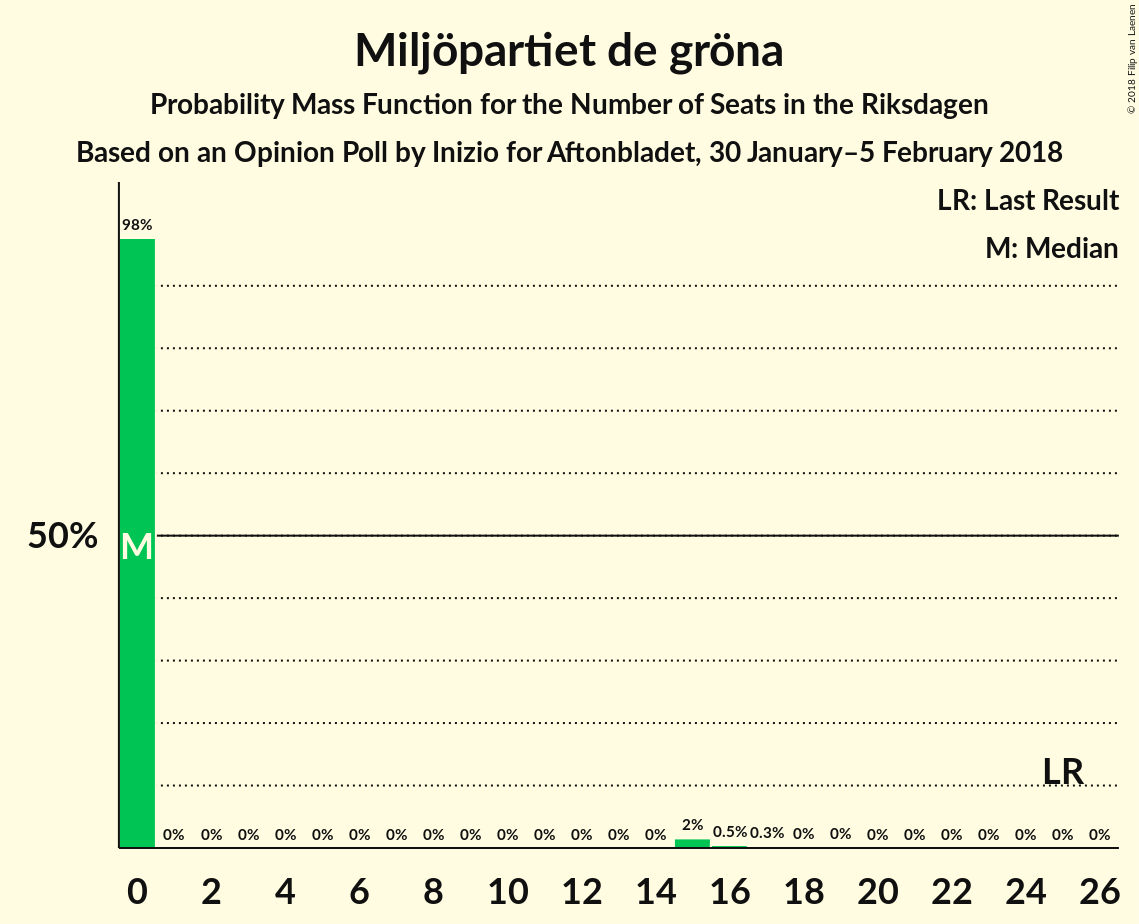 Miljöpartiet de gröna
Probability Mass Function for the Number of Seats in the Riksdagen
Based on an Opinion Poll by Inizio for Aftonbladet, 30 January–5 February 2018
© 2018 Filip van Laenen
LR: Last Result
M: Median
98%
50%
M
LR
0% 0% 0% 0% 0% 0% 0% 0% 0% 0% 0% 0% 0% 0% 2% 0.5% 0.3% 0% 0% 0% 0% 0% 0% 0% 0% 0%
0 2 4 6 8 10 12 14 16 18 20 22 24 26